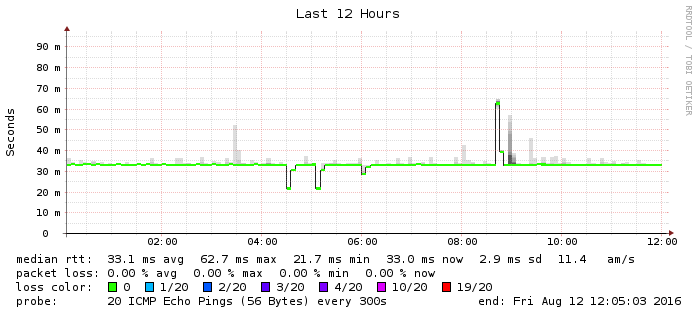 Last 12 Hours
RRDTOOL / TOBI OETIKER
Seconds
90 m
80 m
70 m
60 m
50 m
40 m
30 m
20 m
10 m
0
02:00 04:00 06:00 08:00 10:00 12:00
median rtt: 33.1 ms avg 62.7 ms max 21.7 ms min 33.0 ms now 2.9 ms sd 11.4 am/s
packet loss: 0.00 % avg 0.00 % max 0.00 % min 0.00 % now
loss color: 0 1/20 2/20 3/20 4/20 10/20 19/20
probe: 20 ICMP Echo Pings (56 Bytes) every 300s end: Fri Aug 12 12:05:03 2016